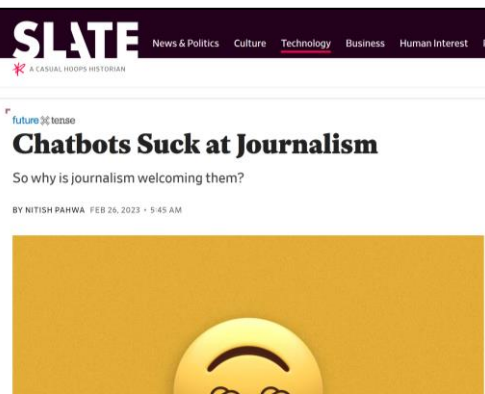 SLATE
News & Politics Culture Technology Business Human Interest
A CASUAL HOOPS HISTORIAN
future tense
Chatbots Suck at Journalism
So why is journalism welcoming them?
BY NITISH PAHWA FEB 26, 2023 • 5:45 AM